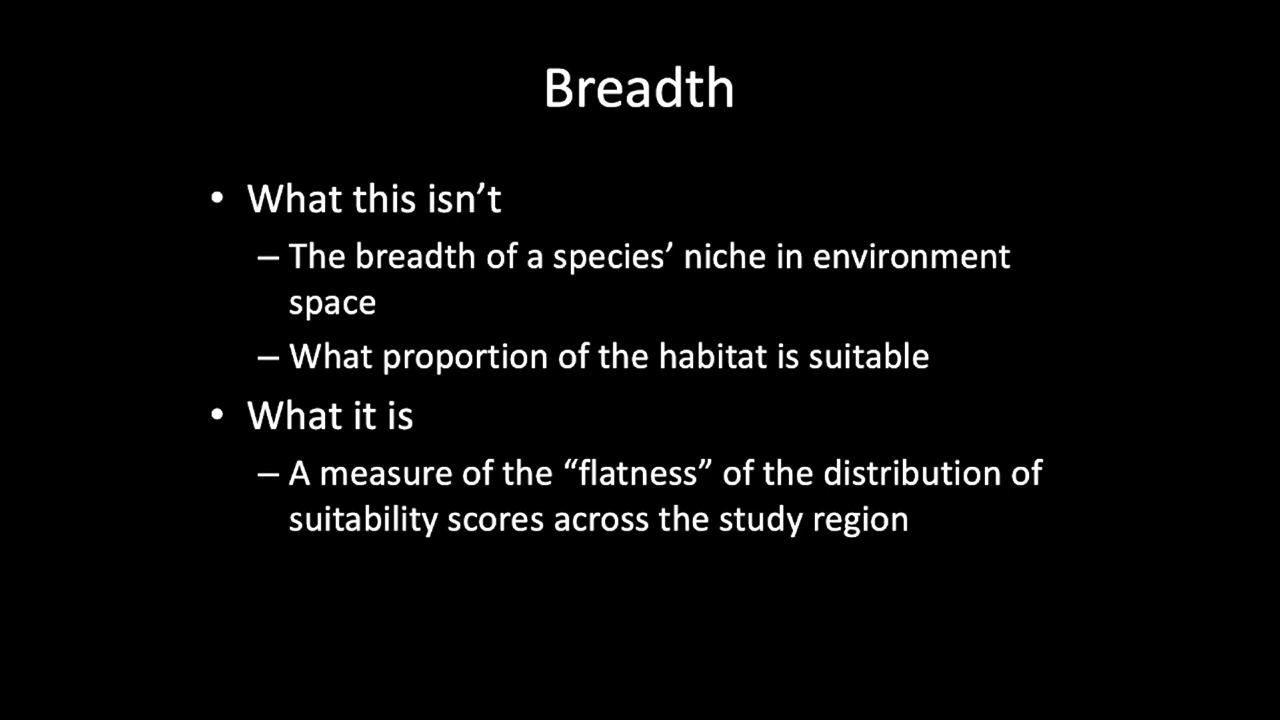 Breadth
• What this isn’t
– The breadth of a species’ niche in environment
space
– What proportion of the habitat is suitable
• What it is
– A measure of the “flatness” of the distribution of
suitability scores across the study region